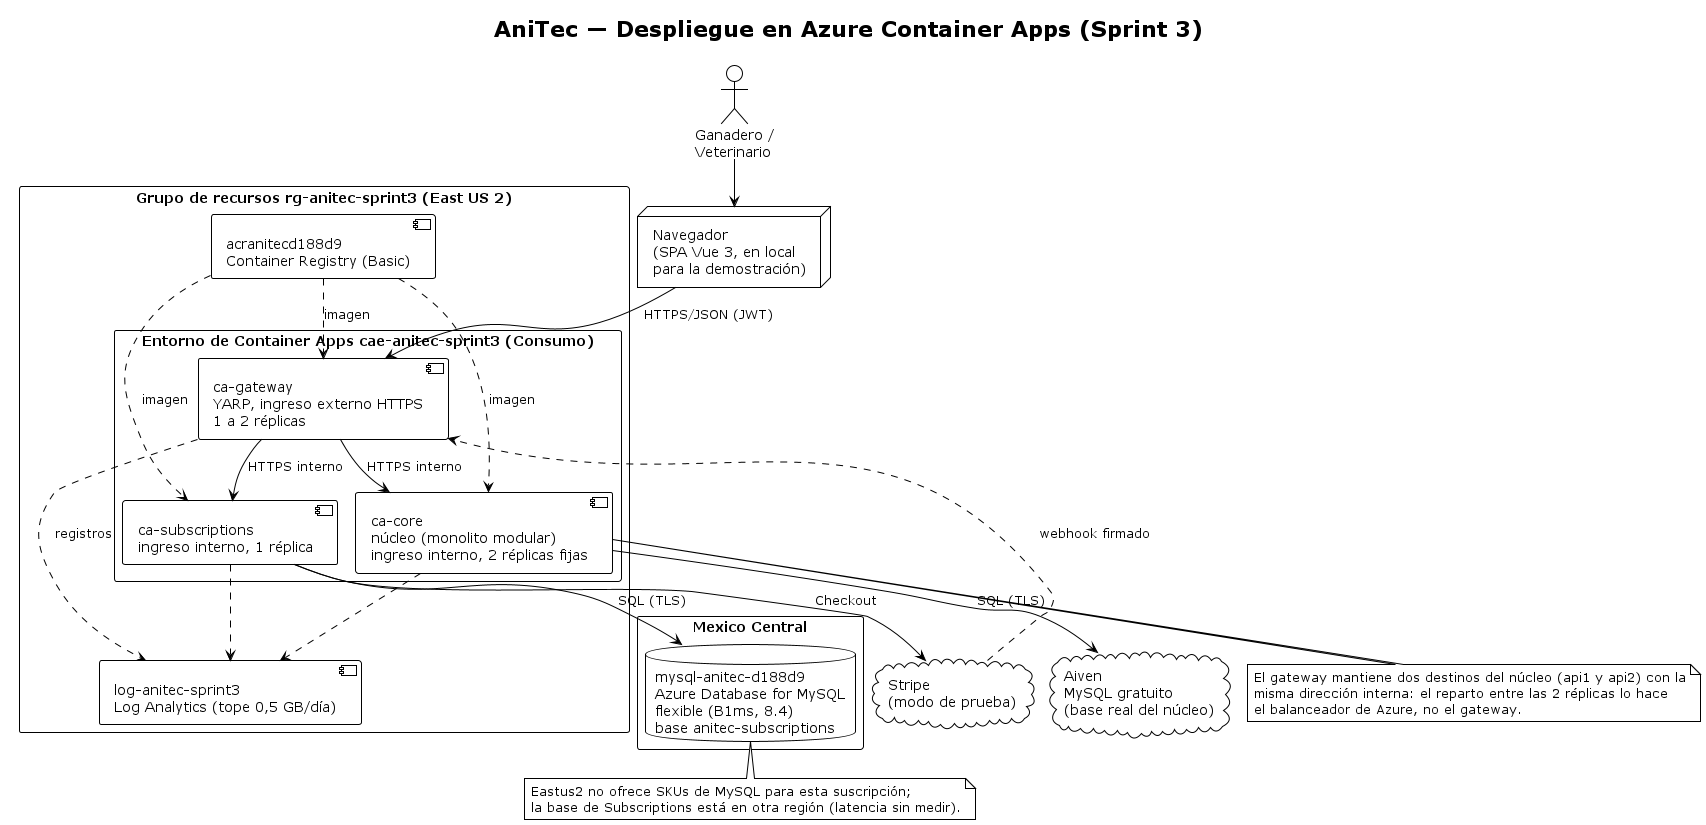 AniTec — Despliegue en Azure Container Apps (Sprint 3)
Ganadero /
Veterinario
Grupo de recursos rg-anitec-sprint3 (East US 2)
acranitecd188d9
Container Registry (Basic)
Navegador
(SPA Vue 3, en local
para la demostración)
imagen
HTTPS/JSON (JWT)
Entorno de Container Apps cae-anitec-sprint3 (Consumo)
ca-gateway
YARP, ingreso externo HTTPS
1 a 2 réplicas
imagen
imagen
HTTPS interno
HTTPS interno
registros
ca-subscriptions
ingreso interno, 1 réplica
ca-core
núcleo (monolito modular)
ingreso interno, 2 réplicas fijas
webhook firmado
SQL (TLS)
Checkout
SQL (TLS)
log-anitec-sprint3
Log Analytics (tope 0,5 GB/día)
Mexico Central
mysql-anitec-d188d9
Azure Database for MySQL
flexible (B1ms, 8.4)
base anitec-subscriptions
Stripe
(modo de prueba)
Aiven
MySQL gratuito
(base real del núcleo)
El gateway mantiene dos destinos del núcleo (api1 y api2) con la
misma dirección interna: el reparto entre las 2 réplicas lo hace
el balanceador de Azure, no el gateway.
Eastus2 no ofrece SKUs de MySQL para esta suscripción;
la base de Subscriptions está en otra región (latencia sin medir).